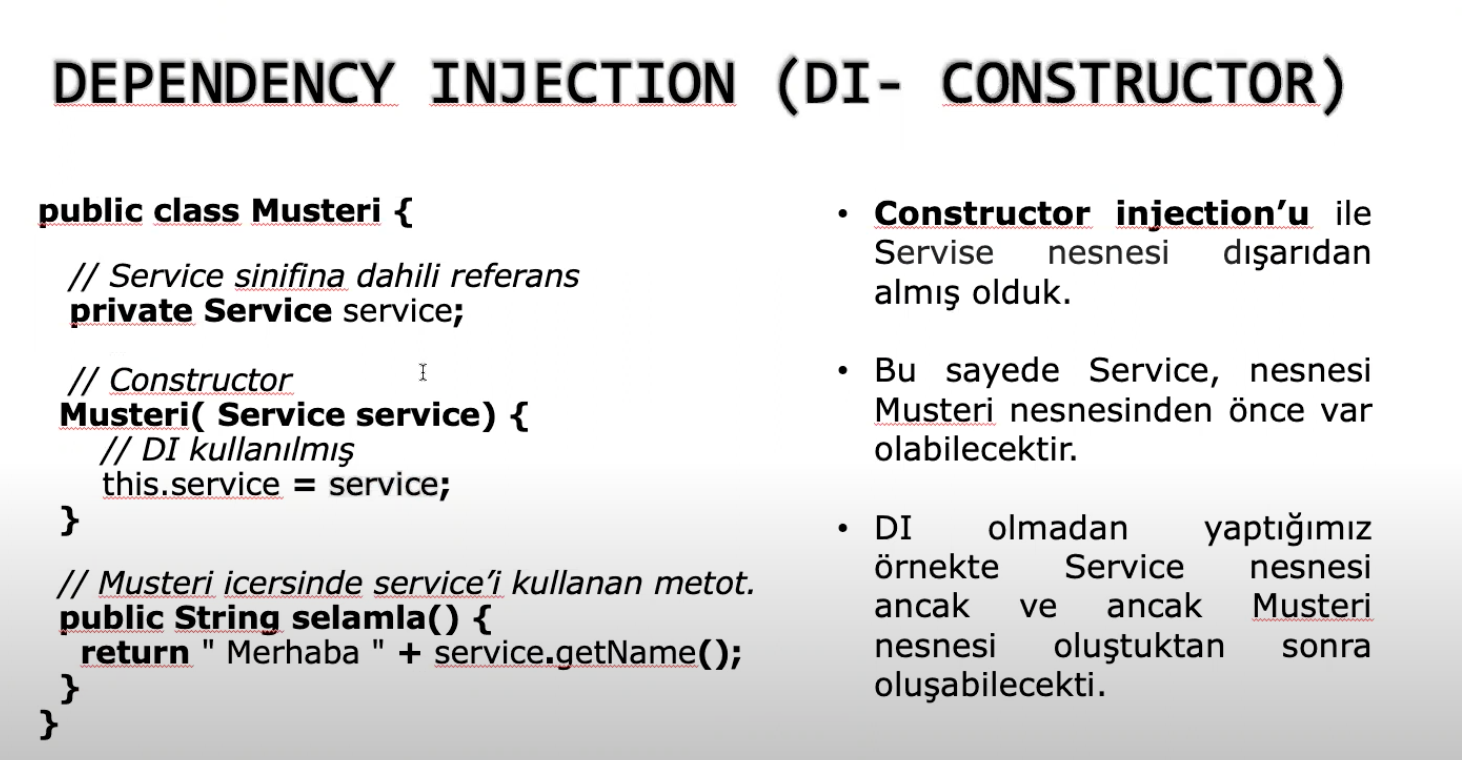 DEPENDENCY INJECTION (DI- CONSTRUCTOR)
public class Musteri {
// Service sinifina dahili referans
private Service service;
// Constructor
Musteri( Service service) {
// DI kullanılmış
this.service = service;
}
// Musteri icersinde service’i kullanan metot.
public String selamla() {
return " Merhaba " + service.getName();
}
}
• Constructor injection’u ile
Servise nesnesi dışarıdan
almış olduk.
• Bu sayede Service, nesnesi
Musteri nesnesinden önce var
olabilecektir.
• DI olmadan yaptığımız
örnekte Service nesnesi
ancak ve ancak Musteri
nesnesi oluştuktan sonra
oluşabilecekti.